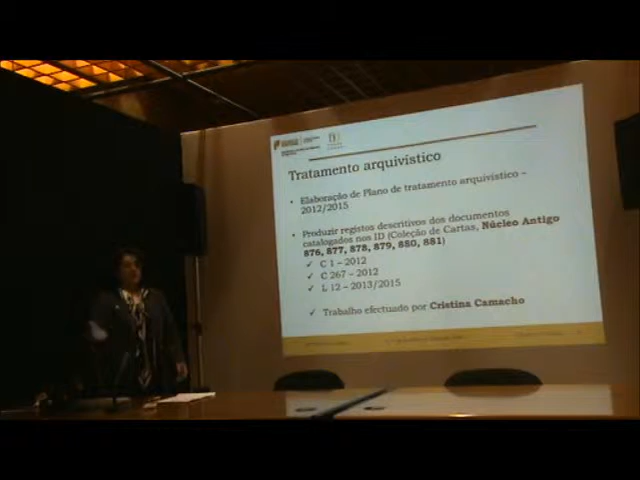 Tratamento arquivístico
• Elaboração de Plano de tratamento arquivístico –
2012/2015
• Produzir registos descritivos dos documentos
catalogados nos ID (Coleção de Cartas, Núcleo Antigo
876, 877, 878, 879, 880, 881)
✓ C 1 – 2012
✓ C 267 – 2012
✓ L 12 – 2013/2015
✓ Trabalho efectuado por Cristina Camacho